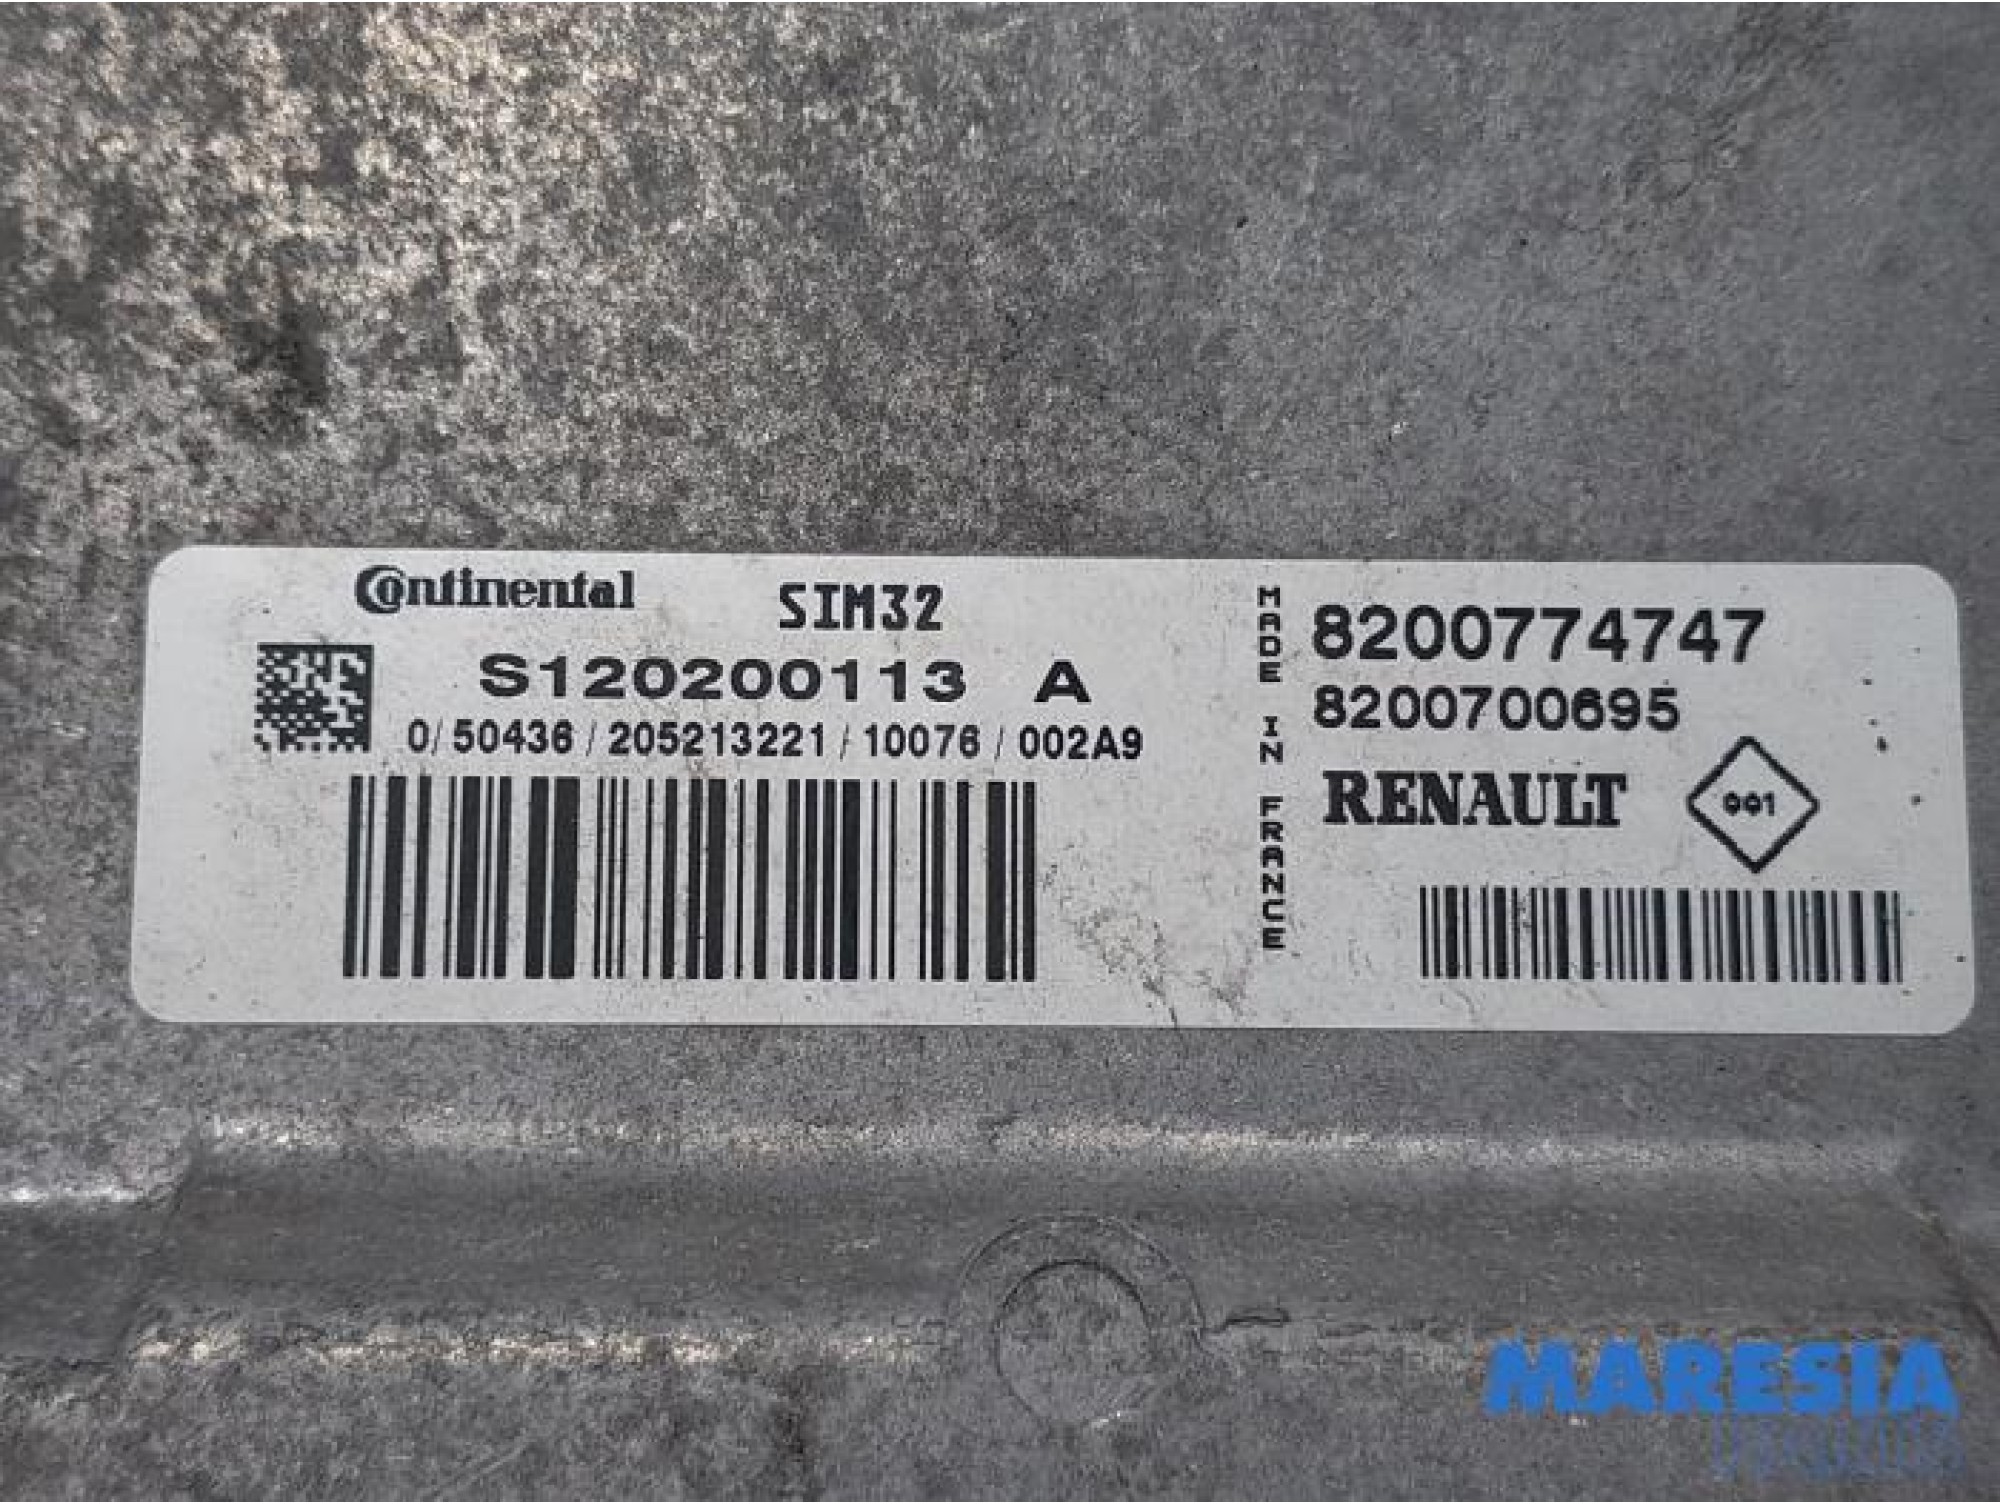 Continental SIM32
S120200113 A
0/50436/205213221/10076/002A9
MADE IN FRANCE
8200774747
8200700695
RENAULT 001
MARESIA